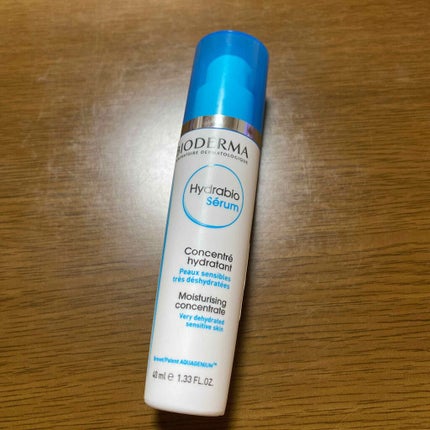 BIODERMA
LABORATOIRE DERMATOLOGIQUE
Hydrabio
Sérum
Concentré
hydratant
Peaux sensibles
très déshydratées
Moisturising
concentrate
Very dehydrated
sensitive skin
Brevet/Patent AQUAGENIUM™
40 ml e 1.33 FL.OZ.